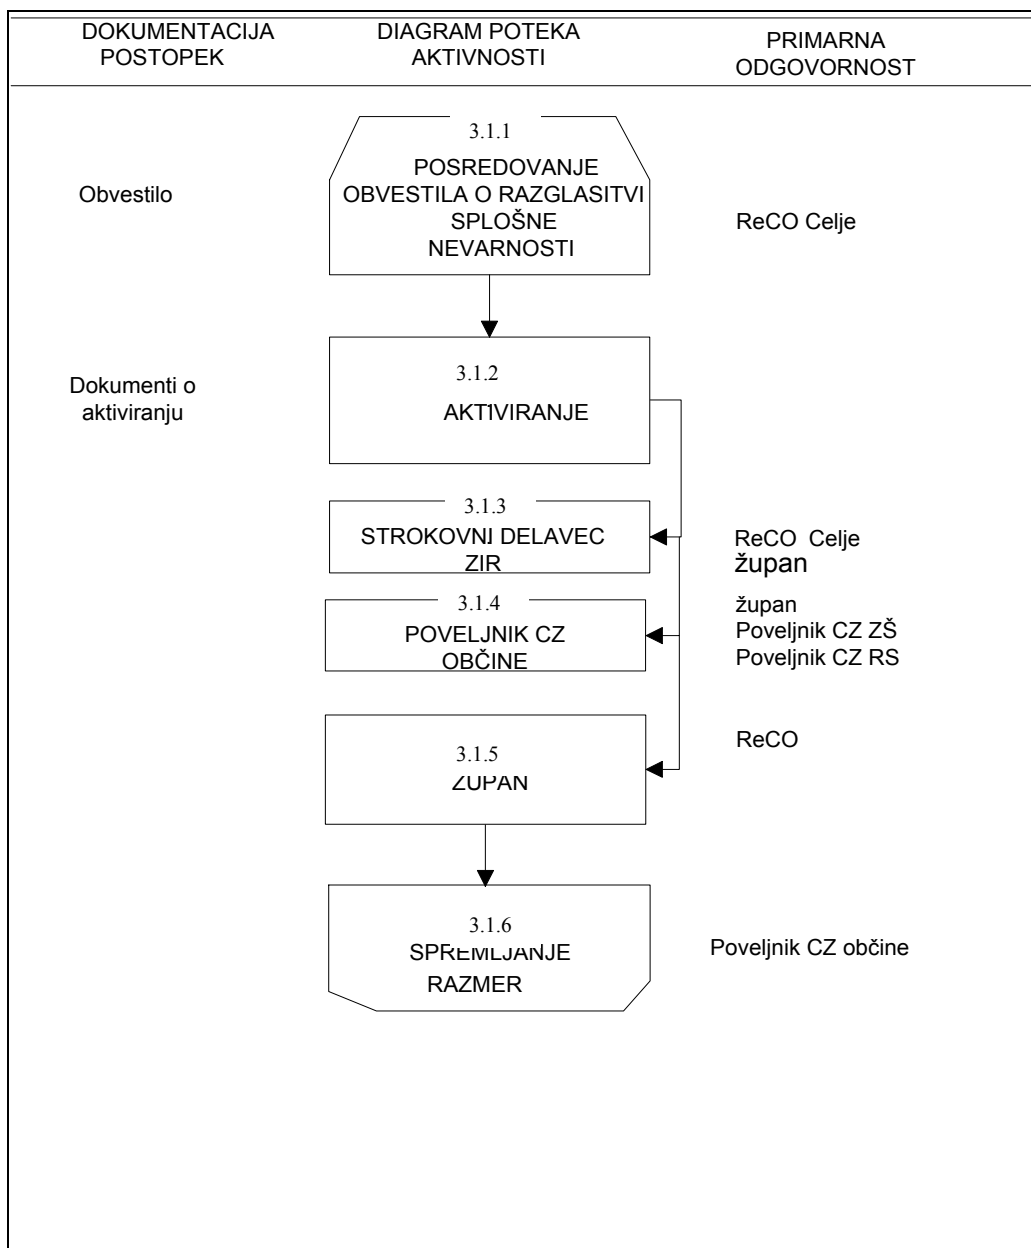 DOKUMENTACIJA
POSTOPEK
DIAGRAM POTEKA
AKTIVNOSTI
PRIMARNA
ODGOVORNOST
3.1.1
POSREDOVANJE
OBVESTILA O RAZGLASITVI
SPLOŠNE
NEVARNOSTI
Obvestilo
ReCO Celje
3.1.2
AKTIVIRANJE
Dokumenti o
aktiviranju
3.1.3
STROKOVNI DELAVEC
ZIR
ReCO Celje
župan
3.1.4
POVELJNIK CZ
OBČINE
župan
Poveljnik CZ ZŠ
Poveljnik CZ RS
3.1.5
ŽUPAN
ReCO
3.1.6
SPREMLJANJE
RAZMER
Poveljnik CZ občine